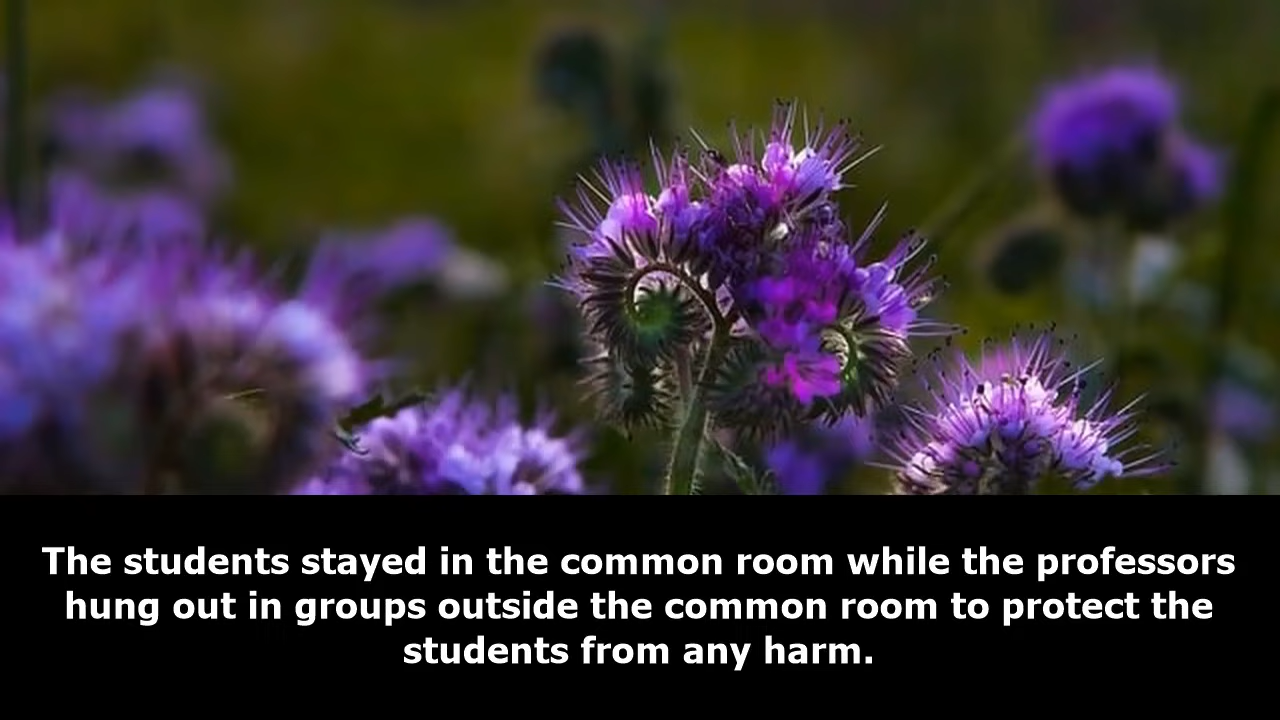 The students stayed in the common room while the professors
hung out in groups outside the common room to protect the
students from any harm.